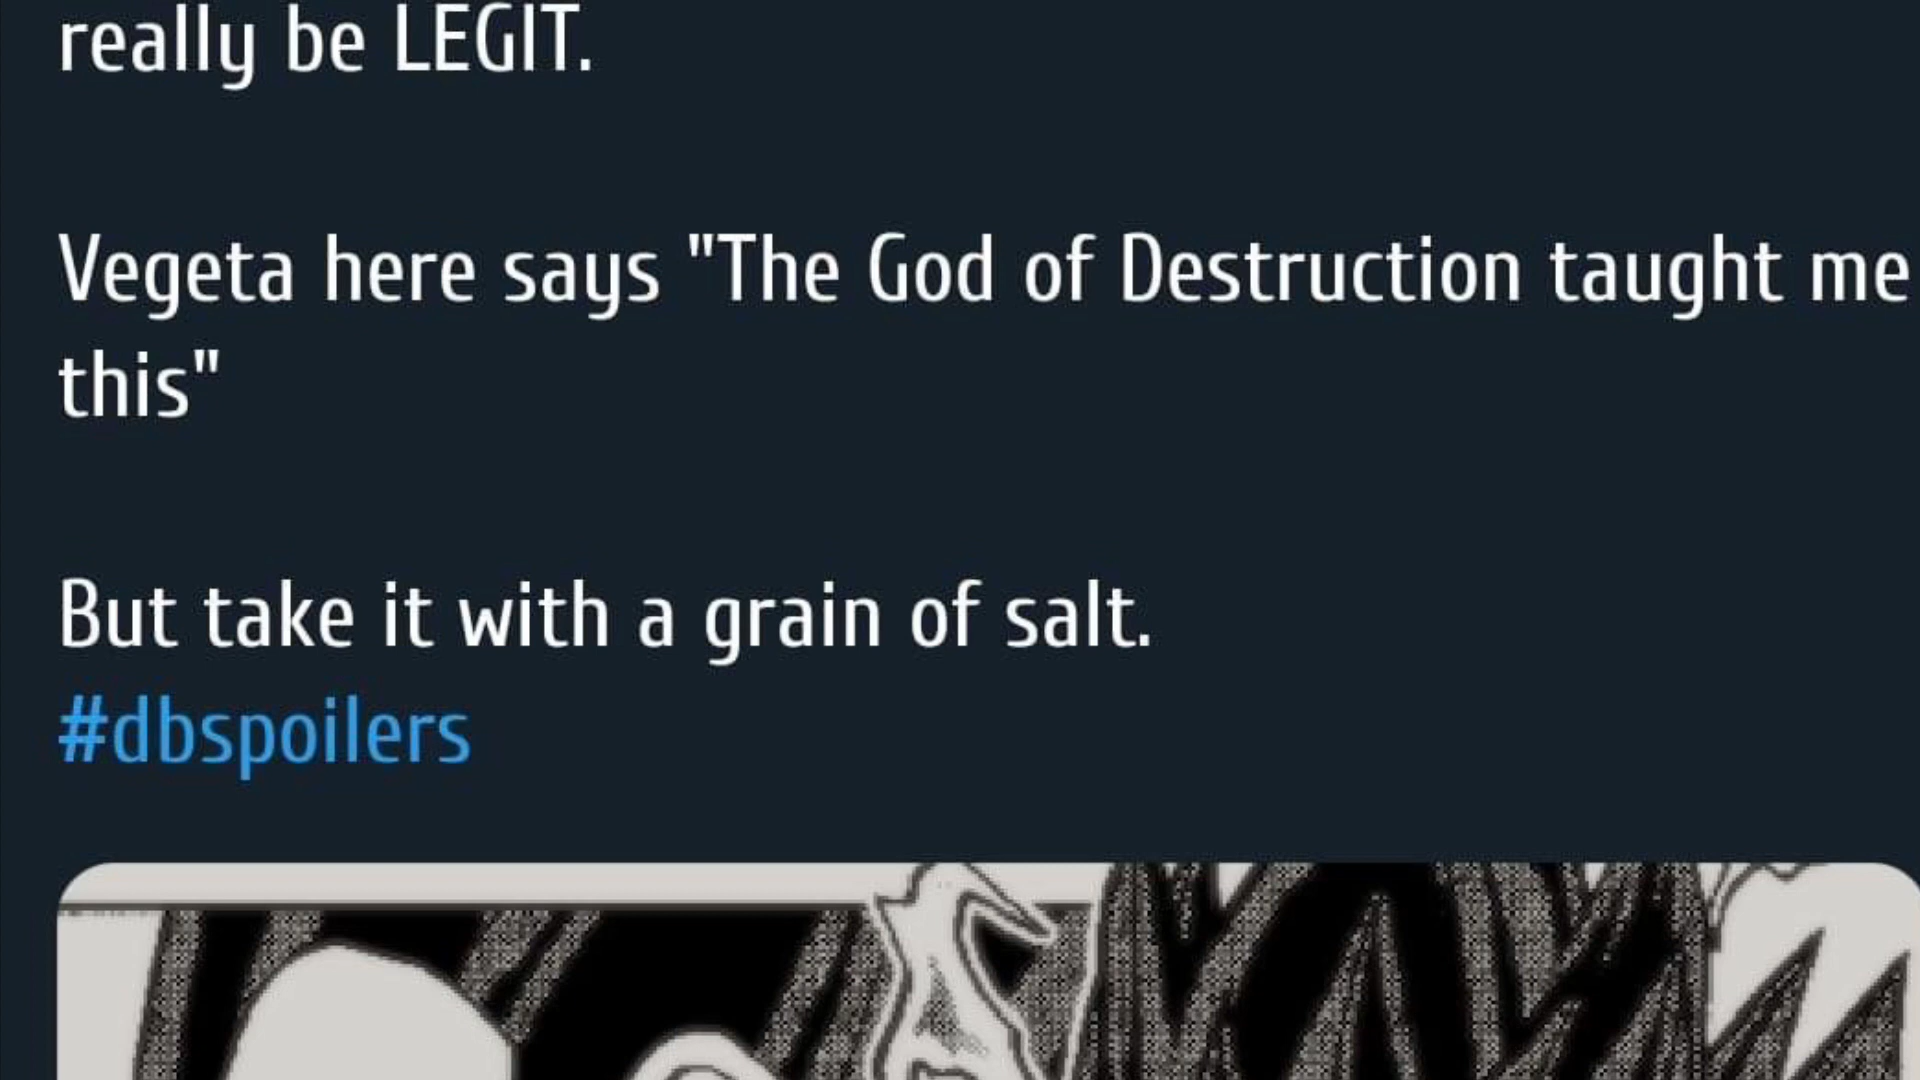 really be LEGIT.
Vegeta here says "The God of Destruction taught me
this"
But take it with a grain of salt.
#dbspoilers